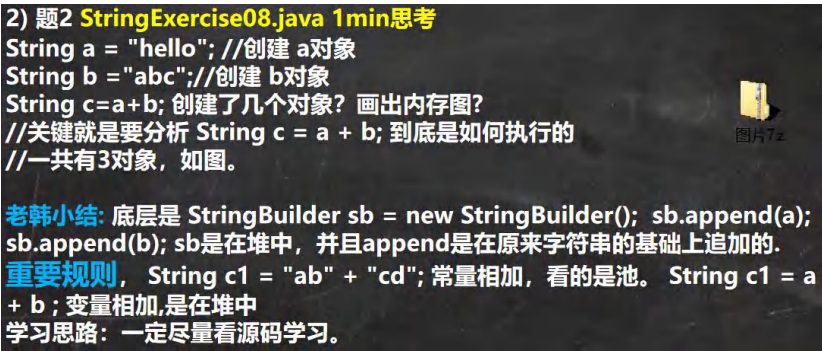 2) 题2 StringExercise08.java 1min思考
String a = "hello"; //创建 a对象
String b ="abc";//创建 b对象
String c=a+b; 创建了几个对象? 画出内存图?
//关键就是要分析 String c = a + b; 到底是如何执行的
//一共有3对象，如图。
图片7z
老韩小结: 底层是 StringBuilder sb = new StringBuilder(); sb.append(a);
sb.append(b); sb是在堆中，并且append是在原来字符串的基础上追加的.
重要规则， String c1 = "ab" + "cd"; 常量相加，看的是池。 String c1 = a
+ b ; 变量相加,是在堆中
学习思路：一定尽量看源码学习。